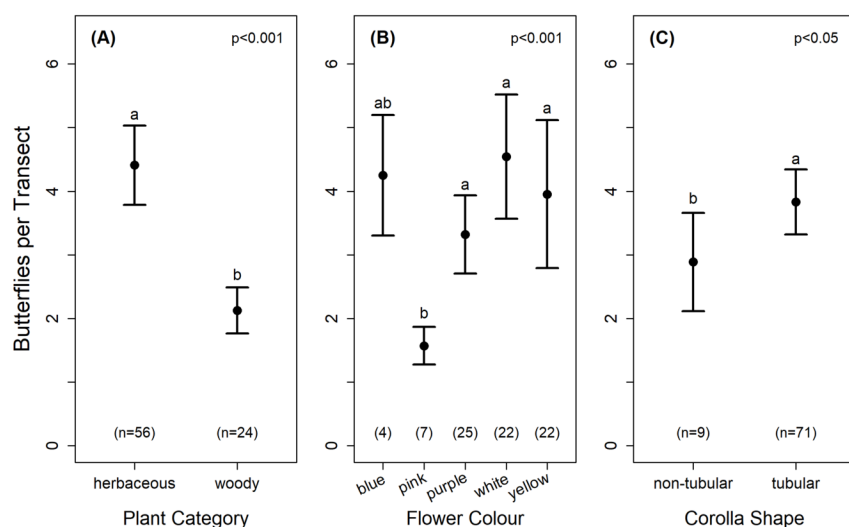 (A)
p<0.001
Butterflies per Transect
6
4
2
0
a
b
(n=56)
(n=24)
herbaceous
woody
Plant Category
(B)
p<0.001
6
4
2
0
ab
b
a
a
a
(4)
(7)
(25)
(22)
(22)
blue
pink
purple
white
yellow
Flower Colour
(C)
p<0.05
6
4
2
0
b
a
(n=9)
(n=71)
non-tubular
tubular
Corolla Shape